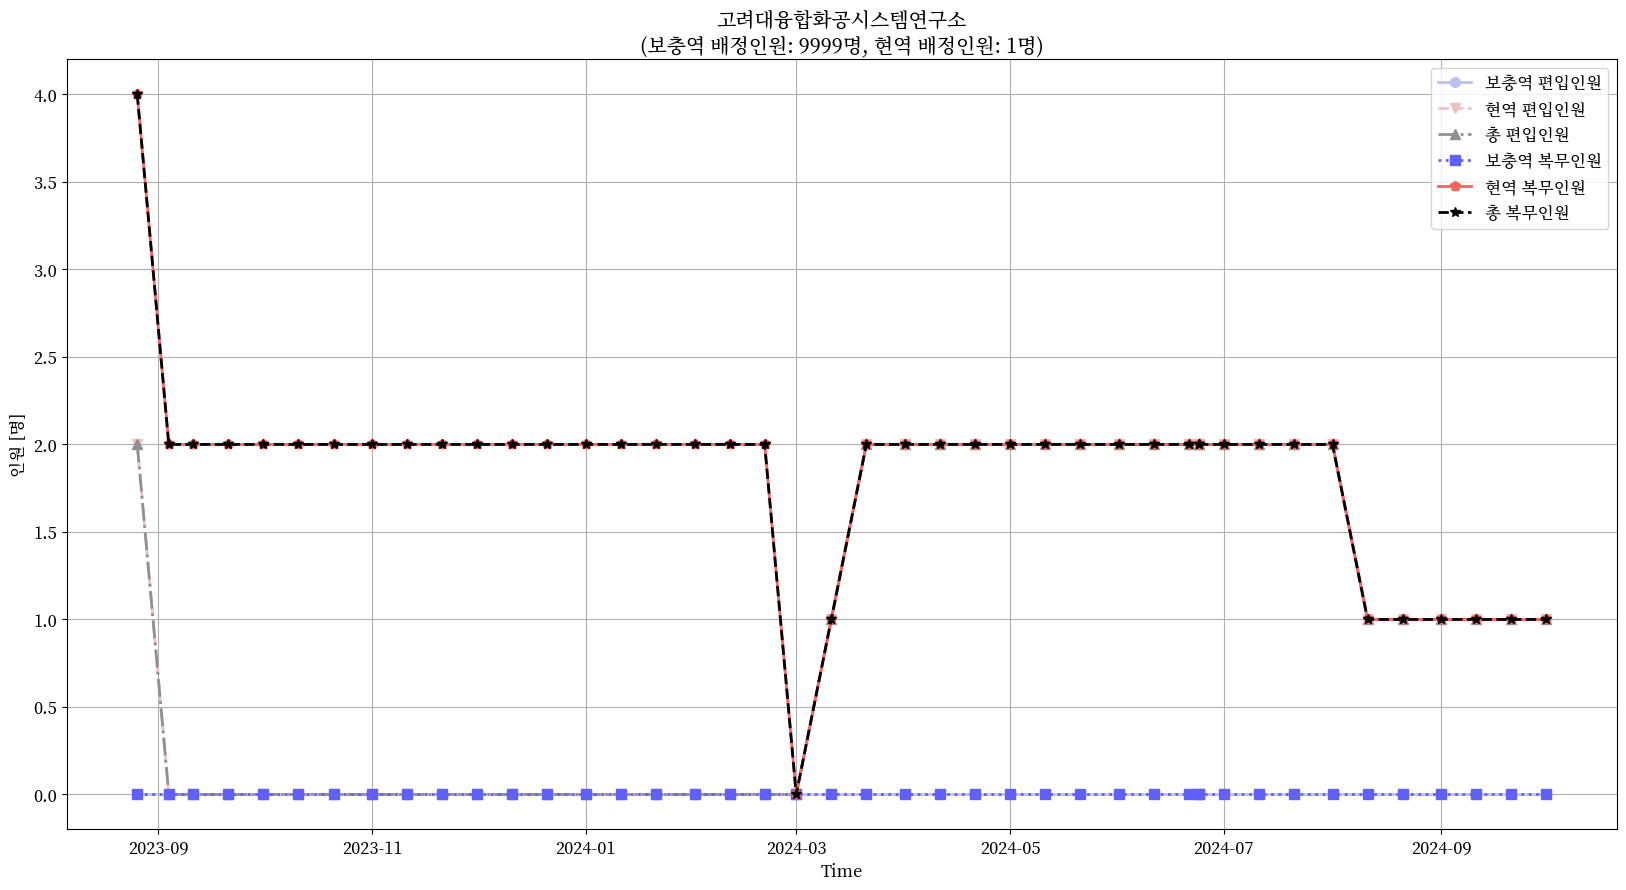 고려대융합화공시스템연구소
(보충역 배정인원: 9999명, 현역 배정인원: 1명)
보충역 편입인원
현역 편입인원
총 편입인원
보충역 복무인원
현역 복무인원
총 복무인원
인원 [명]
4.0
3.5
3.0
2.5
2.0
1.5
1.0
0.5
0.0
2023-09
2023-11
2024-01
2024-03
2024-05
2024-07
2024-09
Time